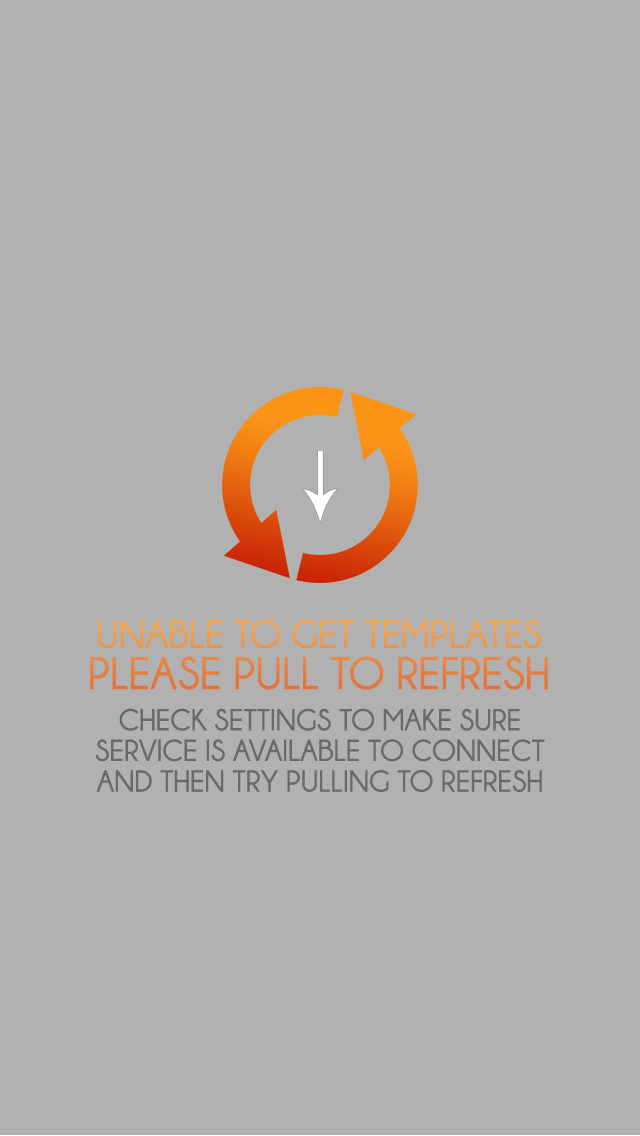 UNABLE TO GET TEMPLATES
PLEASE PULL TO REFRESH
CHECK SETTINGS TO MAKE SURE
SERVICE IS AVAILABLE TO CONNECT
AND THEN TRY PULLING TO REFRESH